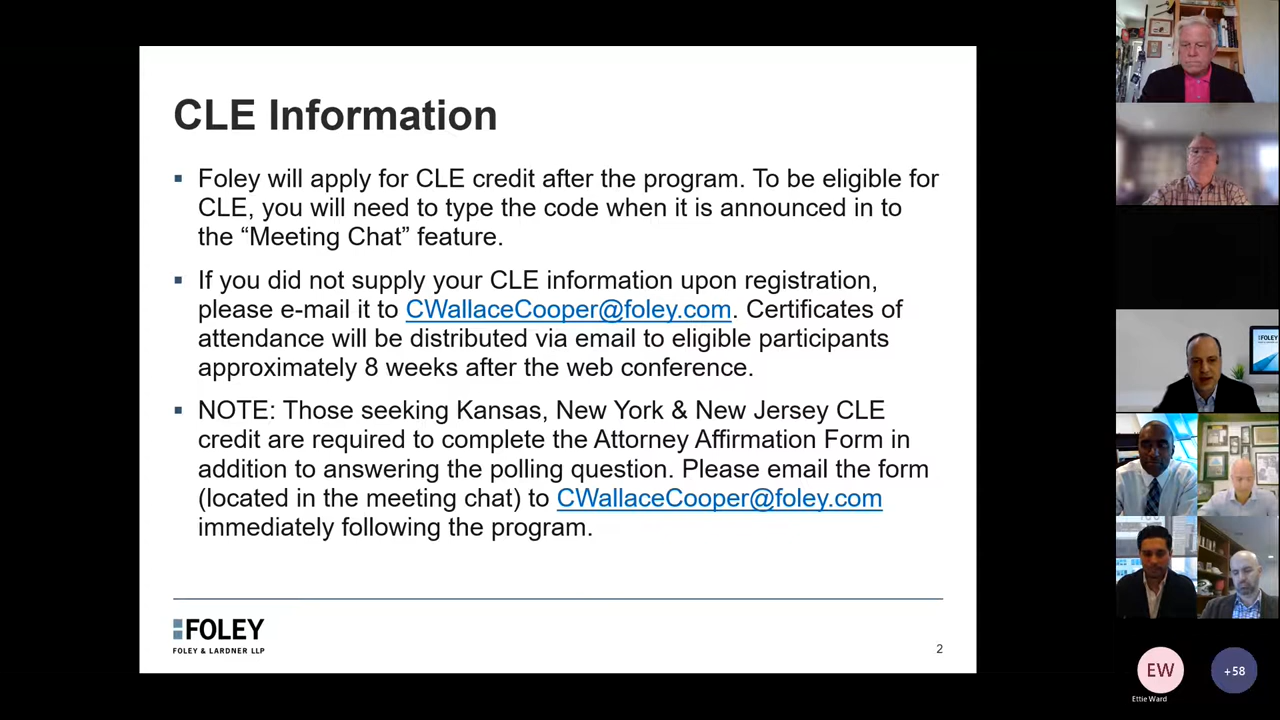 CLE Information
▪ Foley will apply for CLE credit after the program. To be eligible for
CLE, you will need to type the code when it is announced in to
the “Meeting Chat” feature.
▪ If you did not supply your CLE information upon registration,
please e-mail it to CWallaceCooper@foley.com. Certificates of
attendance will be distributed via email to eligible participants
approximately 8 weeks after the web conference.
▪ NOTE: Those seeking Kansas, New York & New Jersey CLE
credit are required to complete the Attorney Affirmation Form in
addition to answering the polling question. Please email the form
(located in the meeting chat) to CWallaceCooper@foley.com
immediately following the program.
FOLEY
FOLEY & LARDNER LLP
2
FOLEY
EW
Ettie Ward
+58